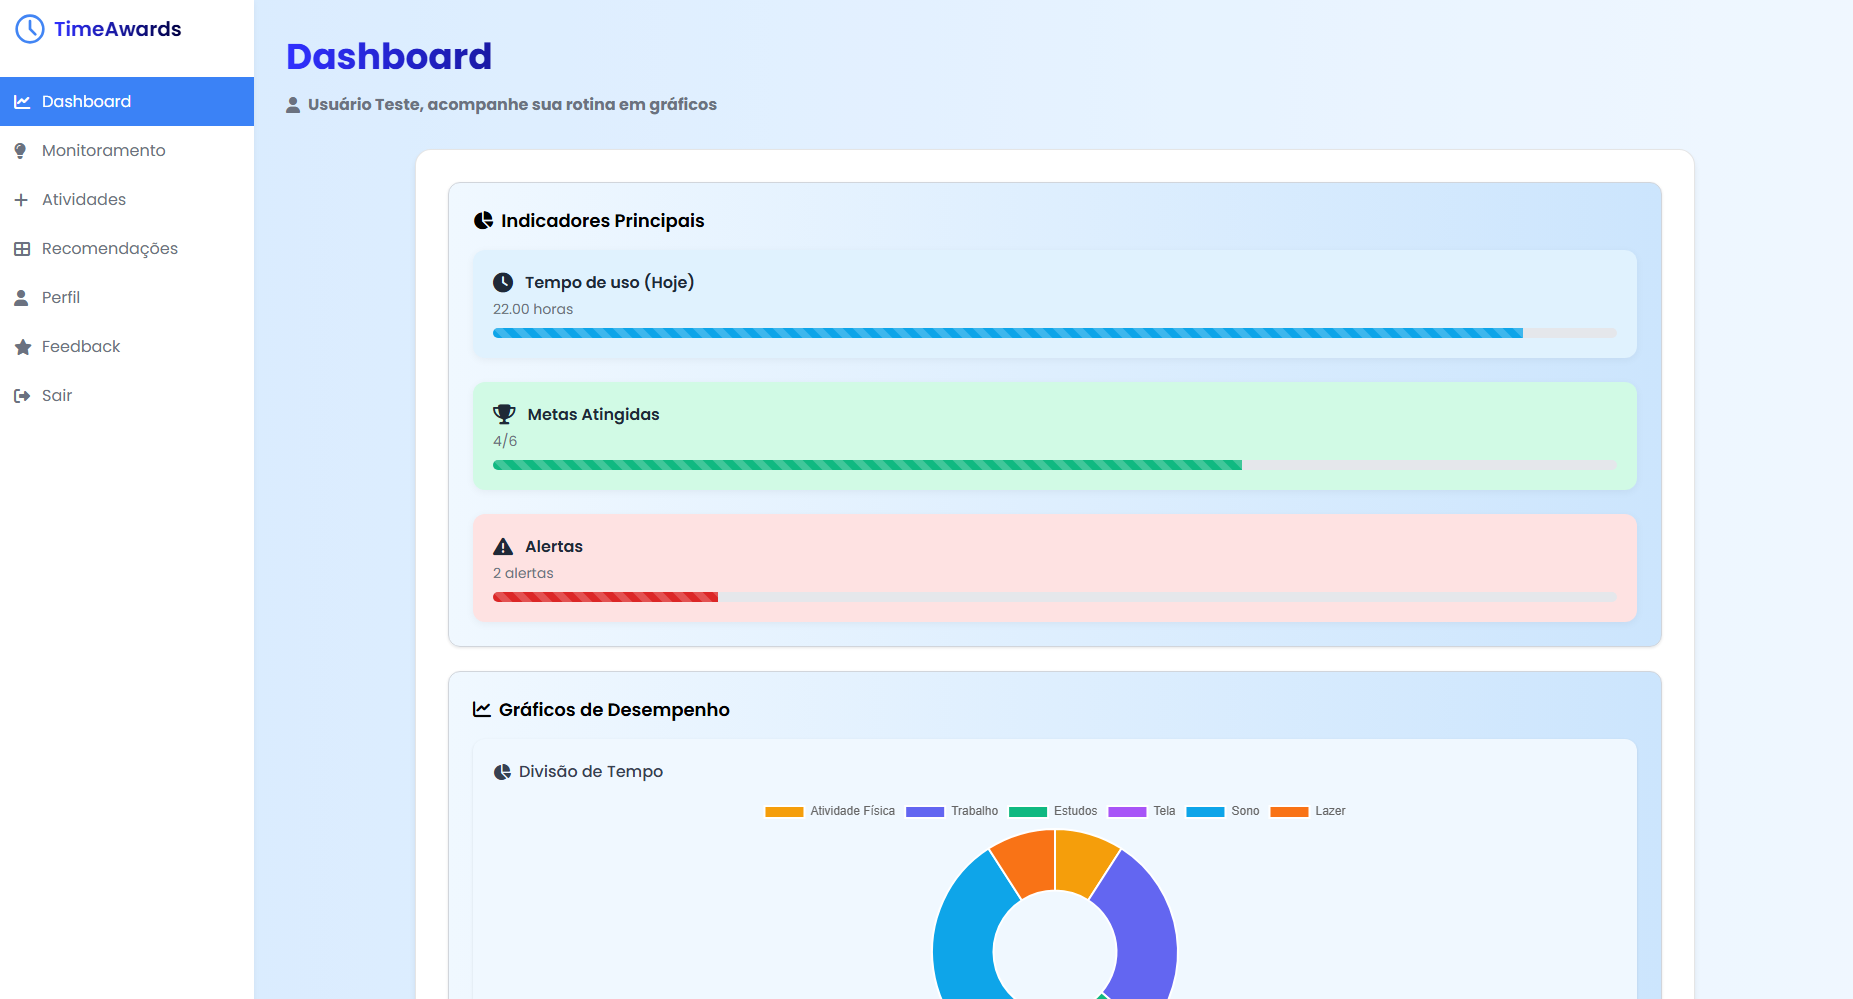 TimeAwards
Dashboard
Monitoramento
Atividades
Recomendações
Perfil
Feedback
Sair
Dashboard
Usuário Teste, acompanhe sua rotina em gráficos
Indicadores Principais
Tempo de uso (Hoje)
22.00 horas
Metas Atingidas
4/6
Alertas
2 alertas
Gráficos de Desempenho
Divisão de Tempo
Atividade Física Trabalho Estudos Tela Sono Lazer